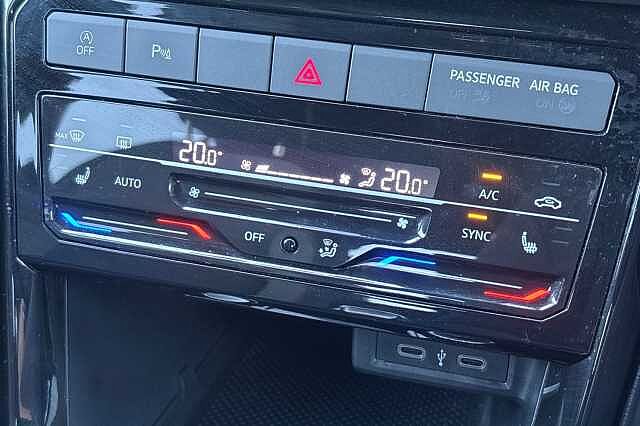 A
OFF
P
PASSENGER AIR BAG
OFF ON
MAX
20.0° 20.0°
AUTO
A/C
OFF
SYNC